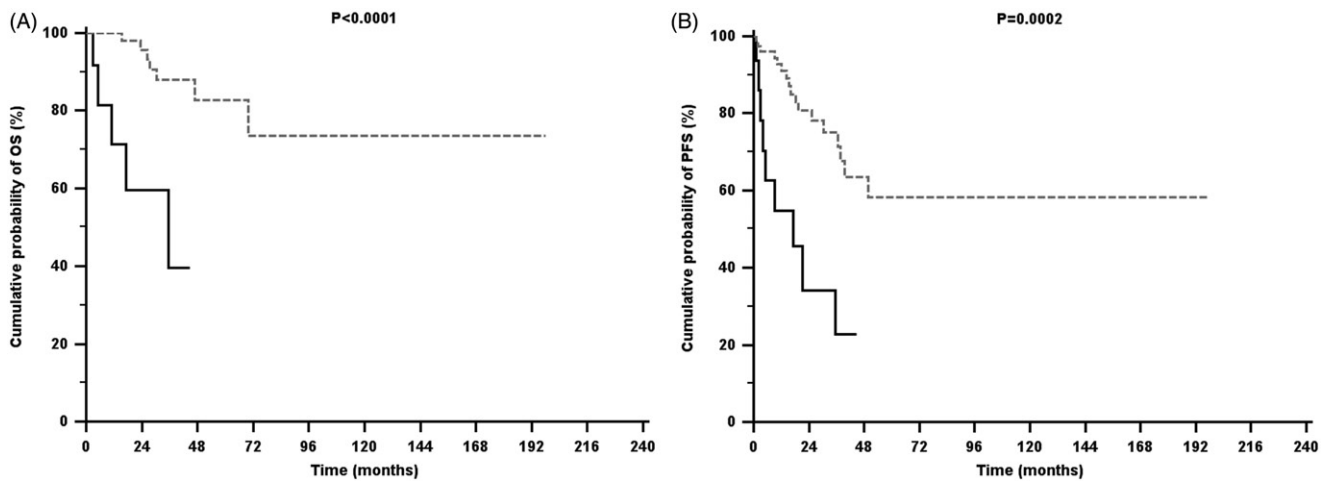 (A)
P<0.0001
Cumulative probability of OS (%)
100
80
60
40
20
0
0 24 48 72 96 120 144 168 192 216 240
Time (months)
(B)
P=0.0002
Cumulative probability of PFS (%)
100
80
60
40
20
0
0 24 48 72 96 120 144 168 192 216 240
Time (months)